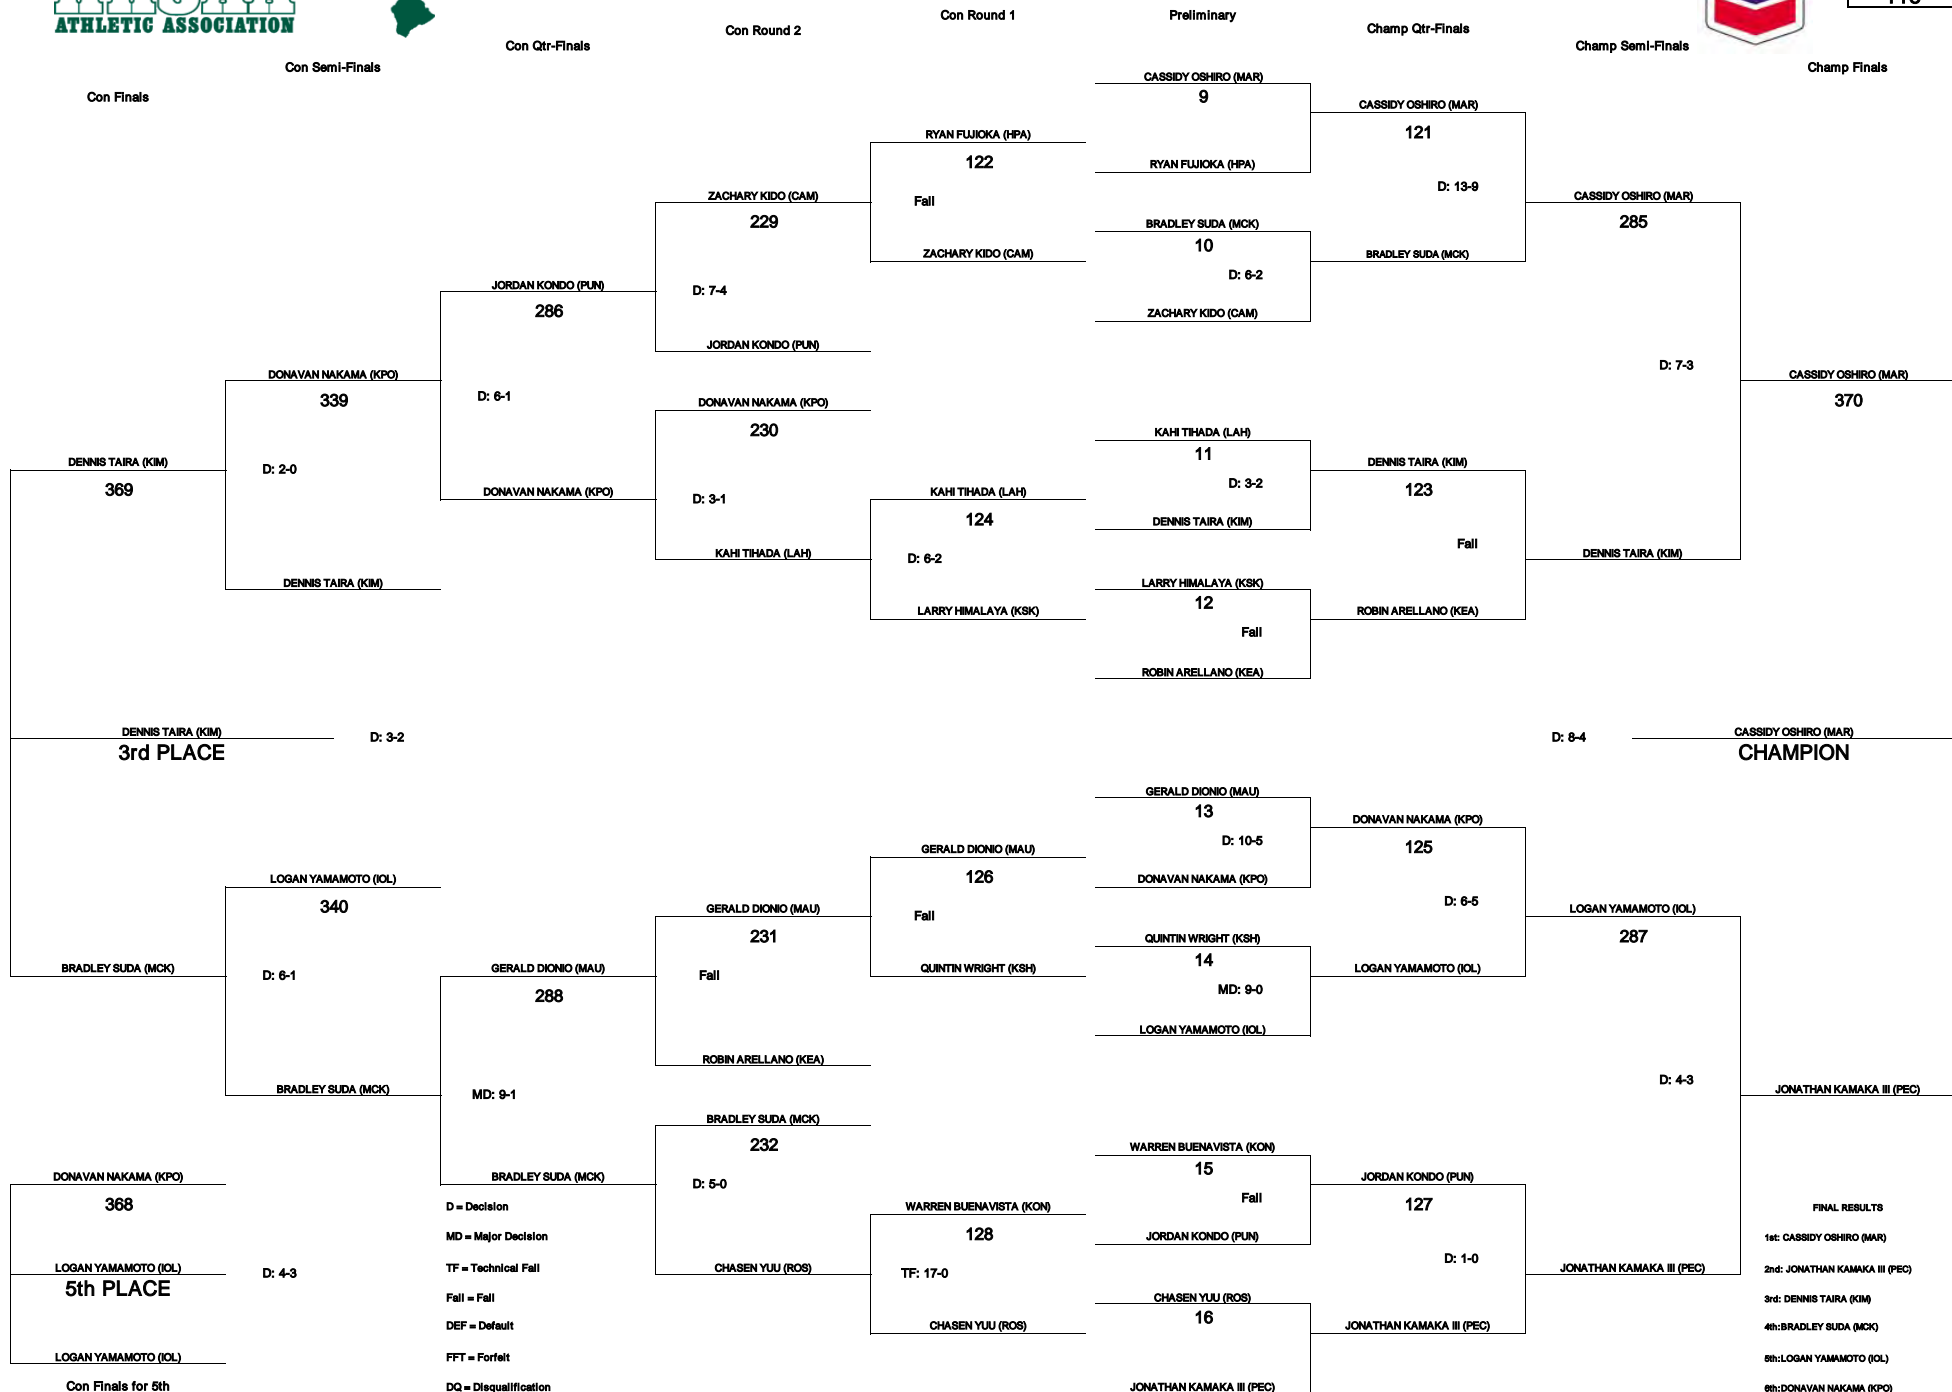 ATHLETIC ASSOCIATION
Con Finals
Con Semi-Finals
Con Qtr-Finals
Con Round 2
Con Round 1
Preliminary
Champ Qtr-Finals
Champ Semi-Finals
Champ Finals
CASSIDY OSHIRO (MAR)
9
RYAN FUJIOKA (HPA)
BRADLEY SUDA (MCK)
10
D: 6-2
ZACHARY KIDO (CAM)
KAHI TIHADA (LAH)
11
D: 3-2
DENNIS TAIRA (KIM)
LARRY HIMALAYA (KSK)
12
Fall
ROBIN ARELLANO (KEA)
GERALD DIONIO (MAU)
13
D: 10-5
DONAVAN NAKAMA (KPO)
QUINTIN WRIGHT (KSH)
14
MD: 9-0
LOGAN YAMAMOTO (IOL)
WARREN BUENAVISTA (KON)
15
Fall
JORDAN KONDO (PUN)
CHASEN YUU (ROS)
16
JONATHAN KAMAKA III (PEC)
CASSIDY OSHIRO (MAR)
121
D: 13-9
BRADLEY SUDA (MCK)
DENNIS TAIRA (KIM)
123
Fall
ROBIN ARELLANO (KEA)
DONAVAN NAKAMA (KPO)
125
D: 6-5
LOGAN YAMAMOTO (IOL)
JORDAN KONDO (PUN)
127
D: 1-0
JONATHAN KAMAKA III (PEC)
CASSIDY OSHIRO (MAR)
285
D: 7-3
DENNIS TAIRA (KIM)
LOGAN YAMAMOTO (IOL)
287
D: 4-3
JONATHAN KAMAKA III (PEC)
CASSIDY OSHIRO (MAR)
370
D: 8-4
CASSIDY OSHIRO (MAR)
CHAMPION
JONATHAN KAMAKA III (PEC)
RYAN FUJIOKA (HPA)
122
Fall
ZACHARY KIDO (CAM)
KAHI TIHADA (LAH)
124
D: 6-2
LARRY HIMALAYA (KSK)
GERALD DIONIO (MAU)
126
Fall
QUINTIN WRIGHT (KSH)
WARREN BUENAVISTA (KON)
128
TF: 17-0
CHASEN YUU (ROS)
ZACHARY KIDO (CAM)
229
D: 7-4
JORDAN KONDO (PUN)
DONAVAN NAKAMA (KPO)
230
D: 3-1
KAHI TIHADA (LAH)
GERALD DIONIO (MAU)
231
Fall
ROBIN ARELLANO (KEA)
BRADLEY SUDA (MCK)
232
D: 5-0
CHASEN YUU (ROS)
JORDAN KONDO (PUN)
286
D: 6-1
DONAVAN NAKAMA (KPO)
GERALD DIONIO (MAU)
288
MD: 9-1
BRADLEY SUDA (MCK)
DONAVAN NAKAMA (KPO)
339
D: 2-0
DENNIS TAIRA (KIM)
LOGAN YAMAMOTO (IOL)
340
D: 6-1
BRADLEY SUDA (MCK)
DENNIS TAIRA (KIM)
369
DENNIS TAIRA (KIM)
3rd PLACE
D: 3-2
BRADLEY SUDA (MCK)
DONAVAN NAKAMA (KPO)
368
LOGAN YAMAMOTO (IOL)
5th PLACE
D: 4-3
LOGAN YAMAMOTO (IOL)
Con Finals for 5th
D = Decision
MD = Major Decision
TF = Technical Fall
Fall = Fall
DEF = Default
FFT = Forfeit
DQ = Disqualification
FINAL RESULTS
1st: CASSIDY OSHIRO (MAR)
2nd: JONATHAN KAMAKA III (PEC)
3rd: DENNIS TAIRA (KIM)
4th:BRADLEY SUDA (MCK)
5th:LOGAN YAMAMOTO (IOL)
6th:DONAVAN NAKAMA (KPO)